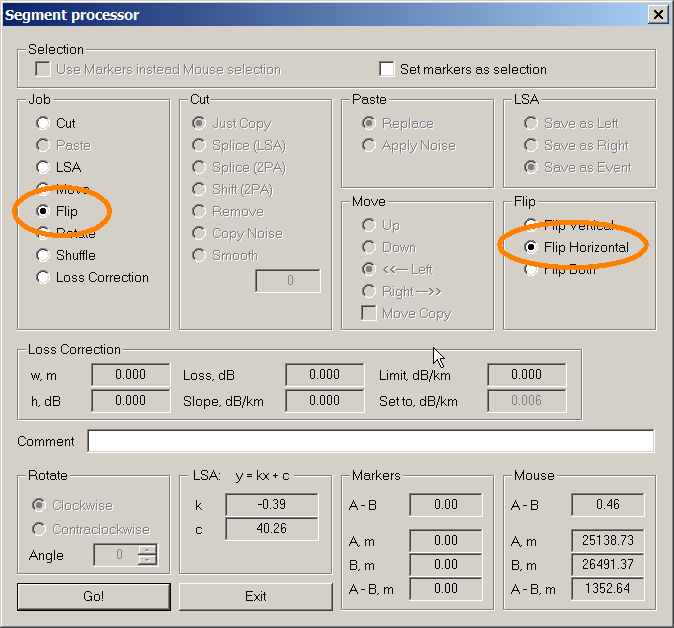 Segment processor
Selection
Use Markers instead Mouse selection
Set markers as selection
Job
Cut
Paste
LSA
Move
Flip
Rotate
Shuffle
Loss Correction
Cut
Just Copy
Splice (LSA)
Splice (2PA)
Shift (2PA)
Remove
Copy Noise
Smooth
0
Paste
Replace
Apply Noise
LSA
Save as Left
Save as Right
Save as Event
Move
Up
Down
<<--- Left
Right --->>
Move Copy
Flip
Flip Vertical
Flip Horizontal
Flip Both
Loss Correction
w, m 0.000 Loss, dB 0.000 Limit, dB/km 0.000
h, dB 0.000 Slope, dB/km 0.000 Set to, dB/km 0.006
Comment
Rotate
Clockwise
Contraclockwise
Angle 0
LSA: y = kx + c
k -0.39
c 40.26
Markers
A - B 0.00
A, m 0.00
B, m 0.00
A - B, m 0.00
Mouse
A - B 0.46
A, m 25138.73
B, m 26491.37
A - B, m 1352.64
Go!
Exit